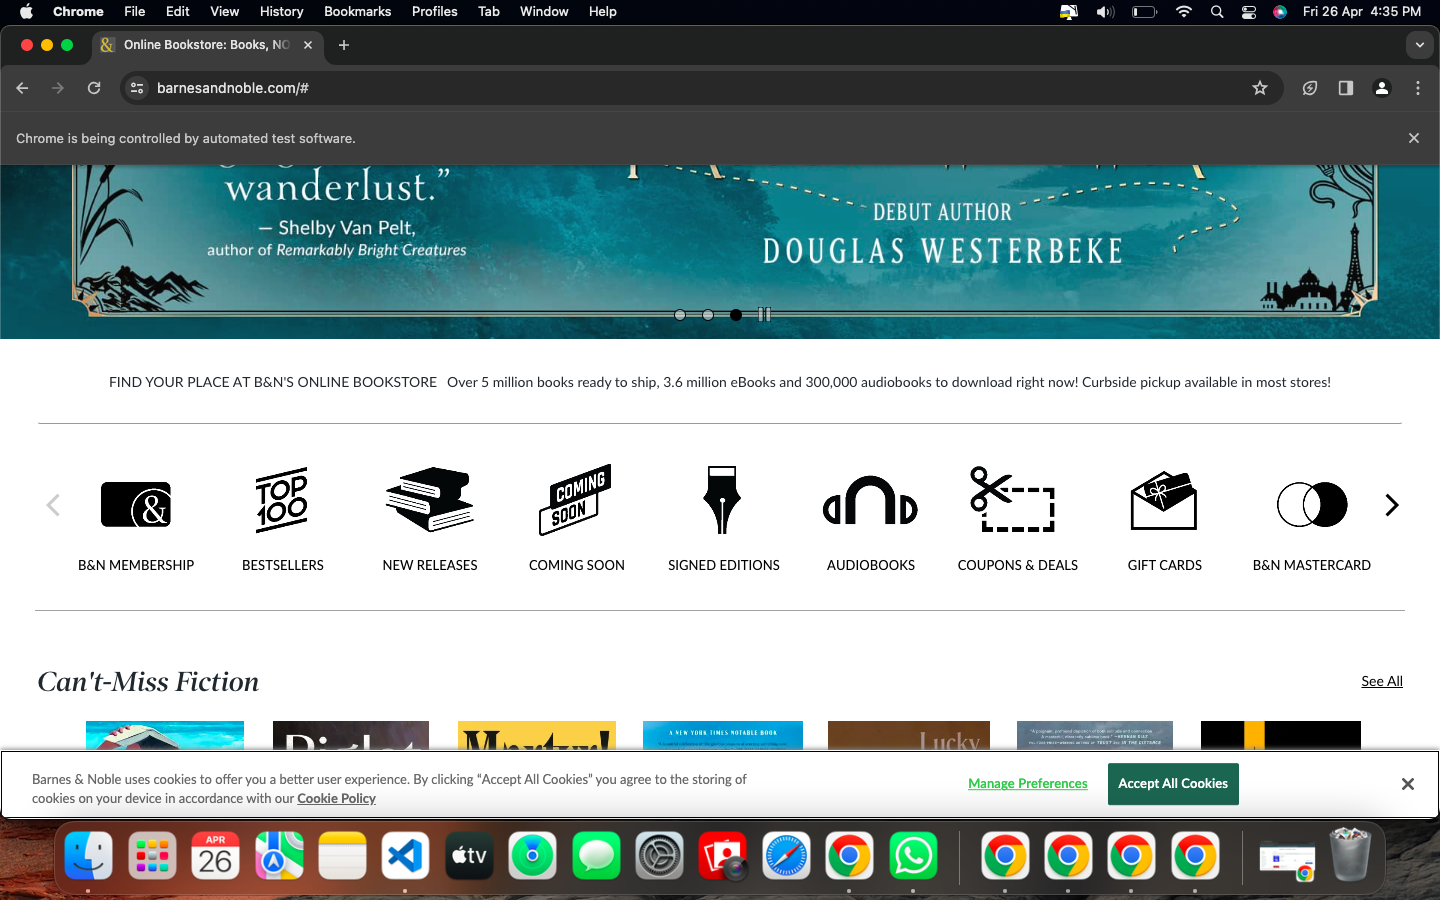 Chrome File Edit View History Bookmarks Profiles Tab Window Help Fri 26 Apr 4:35 PM
Online Bookstore: Books, NO
barnesandnoble.com/#
Chrome is being controlled by automated test software.
wanderlust.”
— Shelby Van Pelt,
author of Remarkably Bright Creatures
DEBUT AUTHOR
DOUGLAS WESTERBEKE
FIND YOUR PLACE AT B&N'S ONLINE BOOKSTORE Over 5 million books ready to ship, 3.6 million eBooks and 300,000 audiobooks to download right now! Curbside pickup available in most stores!
&
TOP
100
COMING
SOON
B&N MEMBERSHIP
BESTSELLERS
NEW RELEASES
COMING SOON
SIGNED EDITIONS
AUDIOBOOKS
COUPONS & DEALS
GIFT CARDS
B&N MASTERCARD
Can't-Miss Fiction
See All
Martyr!
A NEW YORK TIMES NOTABLE BOOK
Lucky
Barnes & Noble uses cookies to offer you a better user experience. By clicking “Accept All Cookies” you agree to the storing of
cookies on your device in accordance with our Cookie Policy
Manage Preferences
Accept All Cookies
APR
26
tv